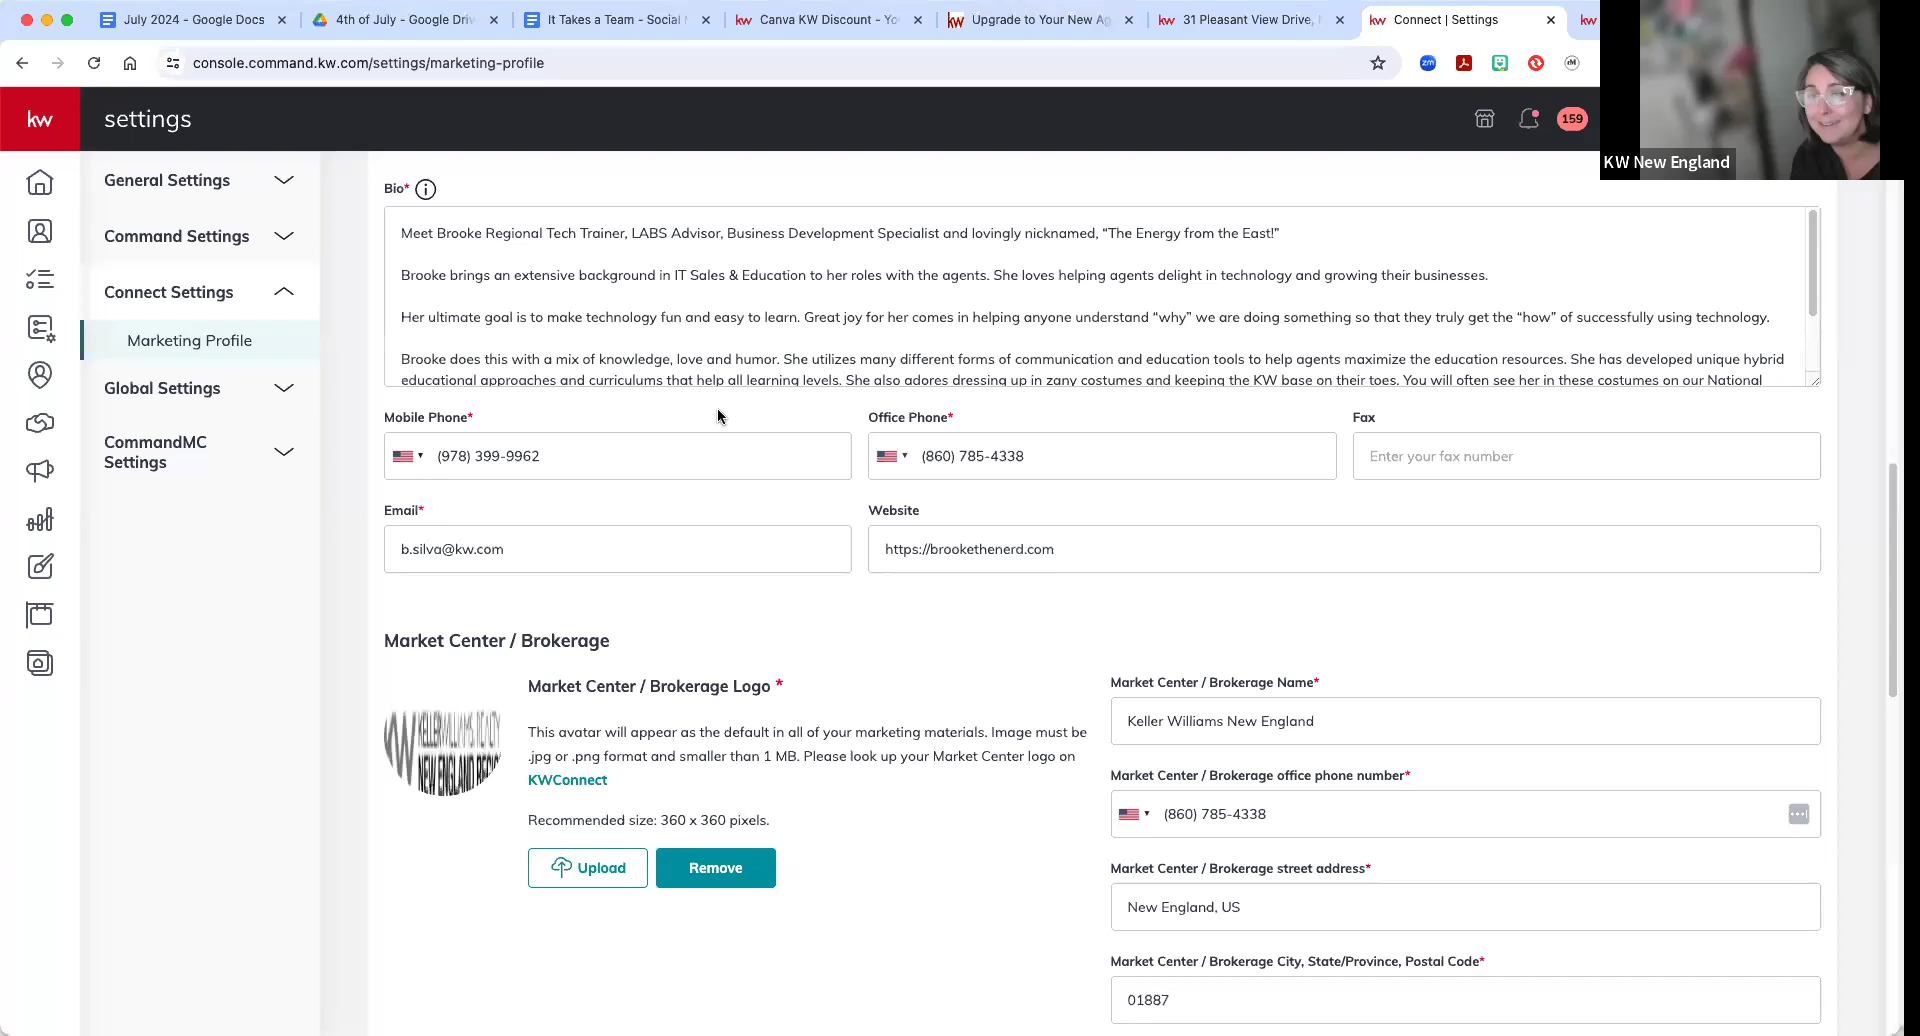 July 2024 - Google Docs
4th of July - Google Driv
It Takes a Team - Social
Canva KW Discount - Yo
Upgrade to Your New Ag
31 Pleasant View Drive,
Connect | Settings
console.command.kw.com/settings/marketing-profile
kw
settings
159
KW New England
General Settings
Command Settings
Connect Settings
Marketing Profile
Global Settings
CommandMC
Settings
Bio*
Meet Brooke Regional Tech Trainer, LABS Advisor, Business Development Specialist and lovingly nicknamed, “The Energy from the East!”
Brooke brings an extensive background in IT Sales & Education to her roles with the agents. She loves helping agents delight in technology and growing their businesses.
Her ultimate goal is to make technology fun and easy to learn. Great joy for her comes in helping anyone understand “why” we are doing something so that they truly get the “how” of successfully using technology.
Brooke does this with a mix of knowledge, love and humor. She utilizes many different forms of communication and education tools to help agents maximize the education resources. She has developed unique hybrid
educational approaches and curriculums that help all learning levels. She also adores dressing up in zany costumes and keeping the KW base on their toes. You will often see her in these costumes on our National
Mobile Phone*
Office Phone*
Fax
(978) 399-9962
(860) 785-4338
Enter your fax number
Email*
Website
b.silva@kw.com
https://brookethenerd.com
Market Center / Brokerage
Market Center / Brokerage Logo *
KELLERWILLIAMS REALTY
NEW ENGLAND REGI
This avatar will appear as the default in all of your marketing materials. Image must be
.jpg or .png format and smaller than 1 MB. Please look up your Market Center logo on
KWConnect
Recommended size: 360 x 360 pixels.
Upload
Remove
Market Center / Brokerage Name*
Keller Williams New England
Market Center / Brokerage office phone number*
(860) 785-4338
Market Center / Brokerage street address*
New England, US
Market Center / Brokerage City, State/Province, Postal Code*
01887